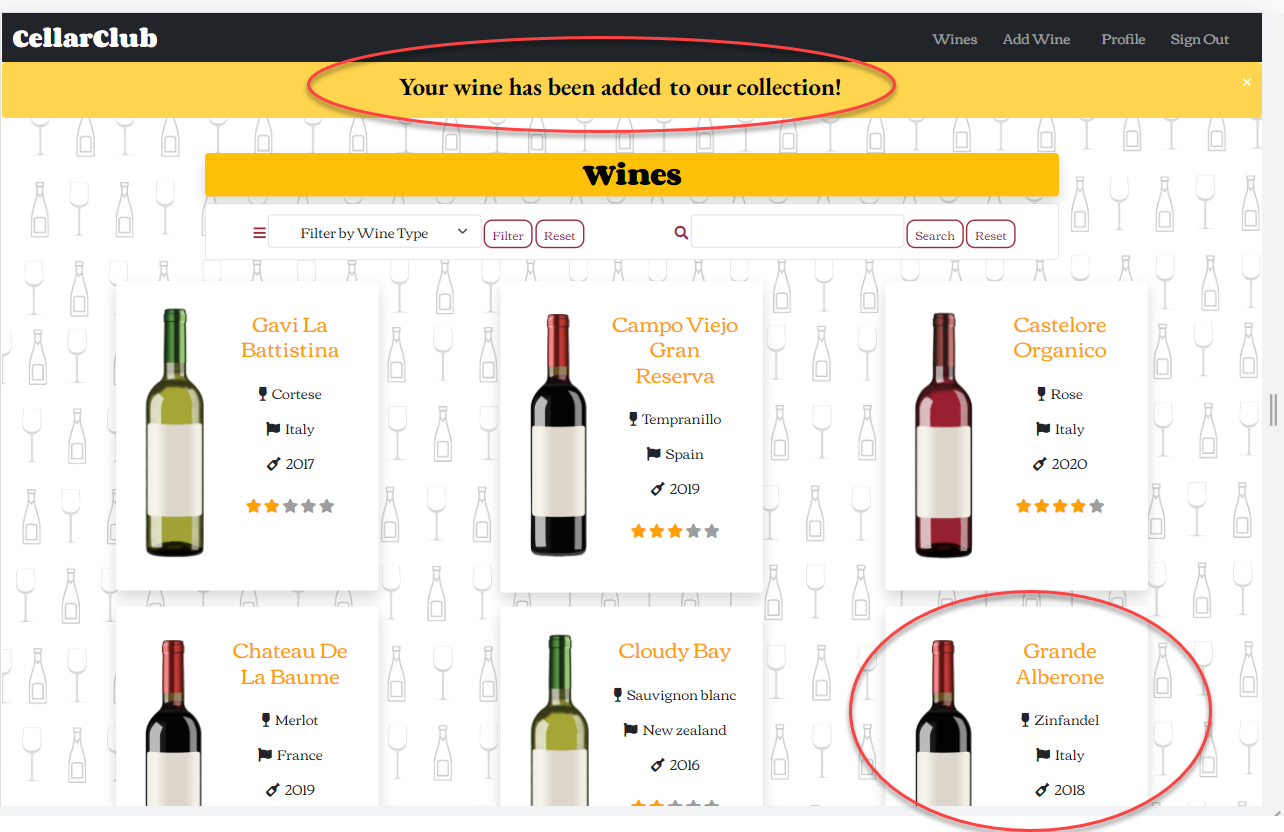 CellarClub
Wines Add Wine Profile Sign Out
Your wine has been added to our collection!
×
Wines
Filter by Wine Type Filter Reset Search Reset
Gavi La
Battistina
Cortese
Italy
2017
Campo Viejo
Gran
Reserva
Tempranillo
Spain
2019
Castelore
Organico
Rose
Italy
2020
Chateau De
La Baume
Merlot
France
2019
Cloudy Bay
Sauvignon blanc
New zealand
2016
Grande
Alberone
Zinfandel
Italy
2018